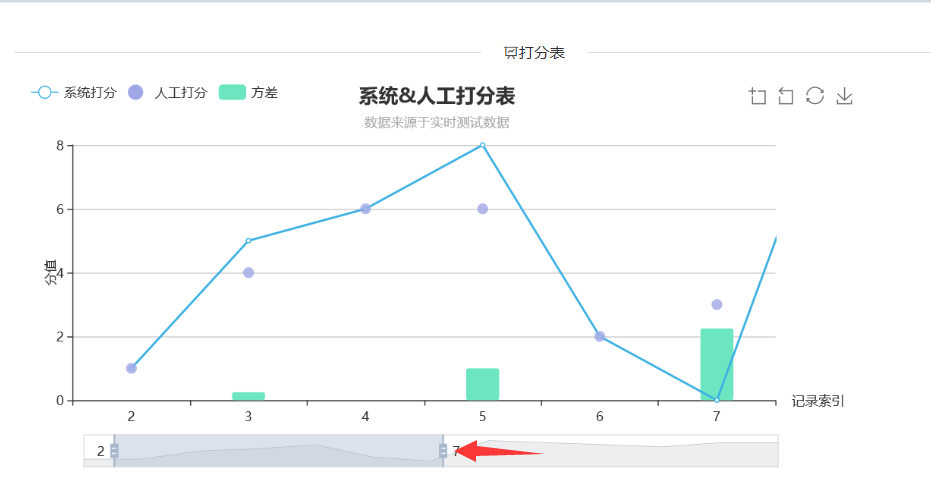 打分表
系统打分 人工打分 方差
系统&人工打分表
数据来源于实时测试数据
分值
8
6
4
2
0
2 3 4 5 6 7
记录索引
2 7